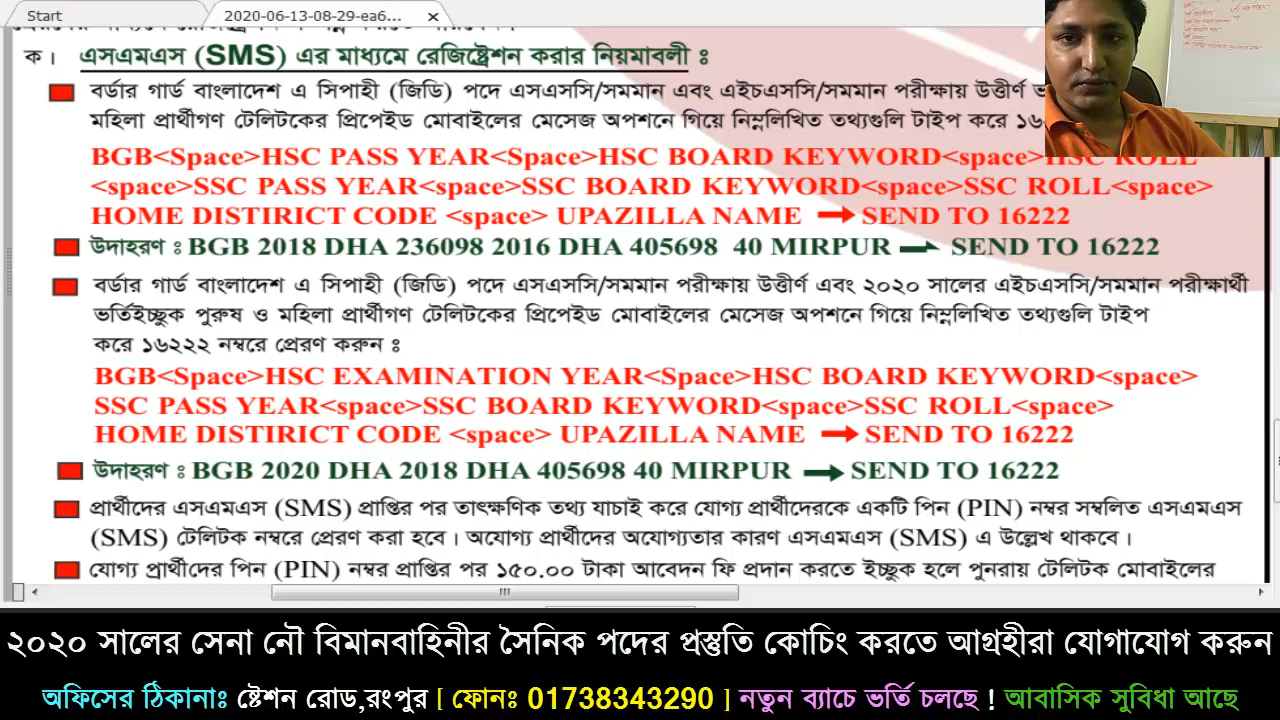 Start
2020-06-13-08-29-ea6...
ক। এসএমএস (SMS) এর মাধ্যমে রেজিষ্ট্রেশন করার নিয়মাবলী ঃ
বর্ডার গার্ড বাংলাদেশ এ সিপাহী (জিডি) পদে এসএসসি/সমমান এবং এইচএসসি/সমমান পরীক্ষায় উত্তীর্ণ
মহিলা প্রার্থীগণ টেলিটকের প্রিপেইড মোবাইলের মেসেজ অপশনে গিয়ে নিম্নলিখিত তথ্যগুলি টাইপ করে
BGB<Space>HSC PASS YEAR<Space>HSC BOARD KEYWORD<space>HSC ROLL
<space>SSC PASS YEAR<space>SSC BOARD KEYWORD<space>SSC ROLL<space>
HOME DISTIRICT CODE <space> UPAZILLA NAME → SEND TO 16222
উদাহরণ ঃ BGB 2018 DHA 236098 2016 DHA 405698 40 MIRPUR → SEND TO 16222
বর্ডার গার্ড বাংলাদেশ এ সিপাহী (জিডি) পদে এসএসসি/সমমান পরীক্ষায় উত্তীর্ণ এবং ২০২০ সালের এইচএসসি/সমমান পরীক্ষার্থী
ভর্তিইচ্ছুক পুরুষ ও মহিলা প্রার্থীগণ টেলিটকের প্রিপেইড মোবাইলের মেসেজ অপশনে গিয়ে নিম্নলিখিত তথ্যগুলি টাইপ
করে ১৬২২২ নম্বরে প্রেরণ করুন ঃ
BGB<Space>HSC EXAMINATION YEAR<Space>HSC BOARD KEYWORD<space>
SSC PASS YEAR<space>SSC BOARD KEYWORD<space>SSC ROLL<space>
HOME DISTIRICT CODE <space> UPAZILLA NAME → SEND TO 16222
উদাহরণ ঃ BGB 2020 DHA 2018 DHA 405698 40 MIRPUR → SEND TO 16222
প্রার্থীদের এসএমএস (SMS) প্রাপ্তির পর তাৎক্ষণিক তথ্য যাচাই করে যোগ্য প্রার্থীদেরকে একটি পিন (PIN) নম্বর সম্বলিত এসএমএস
(SMS) টেলিটক নম্বরে প্রেরণ করা হবে। অযোগ্য প্রার্থীদের অযোগ্যতার কারণ এসএমএস (SMS) এ উল্লেখ থাকবে।
যোগ্য প্রার্থীদের পিন (PIN) নম্বর প্রাপ্তির পর ১৫০.০০ টাকা আবেদন ফি প্রদান করতে ইচ্ছুক হলে পুনরায় টেলিটক মোবাইলের
২০২০ সালের সেনা নৌ বিমানবাহিনীর সৈনিক পদের প্রস্তুতি কোচিং করতে আগ্রহীরা যোগাযোগ করুন
অফিসের ঠিকানাঃ ষ্টেশন রোড,রংপুর [ ফোনঃ 01738343290 ] নতুন ব্যাচে ভর্তি চলছে ! আবাসিক সুবিধা আছে